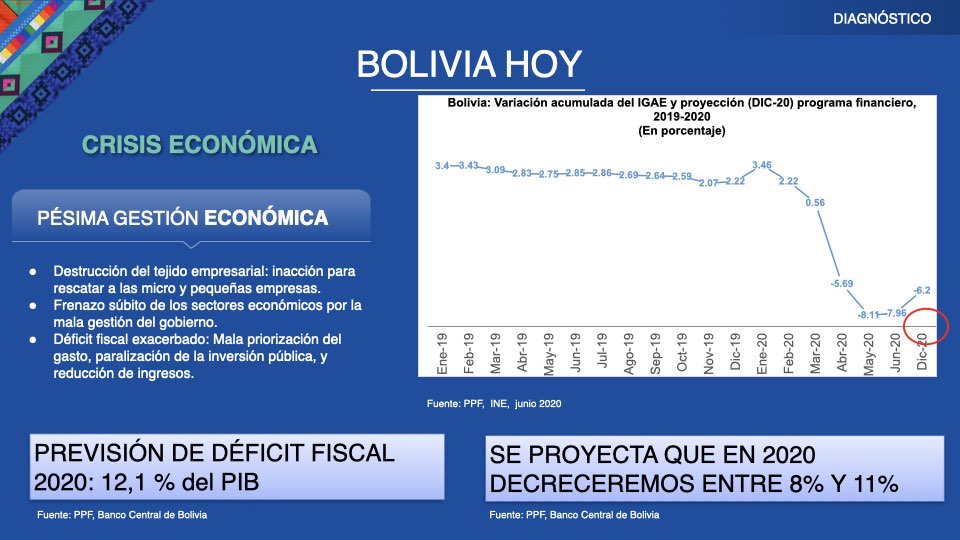 DIAGNÓSTICO
BOLIVIA HOY
CRISIS ECONÓMICA
PÉSIMA GESTIÓN ECONÓMICA
● Destrucción del tejido empresarial: inacción para
rescatar a las micro y pequeñas empresas.
● Frenazo súbito de los sectores económicos por la
mala gestión del gobierno.
● Déficit fiscal exacerbado: Mala priorización del
gasto, paralización de la inversión pública, y
reducción de ingresos.
Bolivia: Variación acumulada del IGAE y proyección (DIC-20) programa financiero,
2019-2020
(En porcentaje)
3.4 3.43 3.09 2.83 2.75 2.85 2.86 2.69 2.64 2.59 2.07 2.22 3.46 2.22 0.56 -5.69 -8.11 -7.96 -6.2
Ene-19 Feb-19 Mar-19 Abr-19 May-19 Jun-19 Jul-19 Ago-19 Sep-19 Oct-19 Nov-19 Dic-19 Ene-20 Feb-20 Mar-20 Abr-20 May-20 Jun-20 Dic-20
Fuente: PPF, INE, junio 2020
PREVISIÓN DE DÉFICIT FISCAL
2020: 12,1 % del PIB
Fuente: PPF, Banco Central de Bolivia
SE PROYECTA QUE EN 2020
DECRECEREMOS ENTRE 8% Y 11%
Fuente: PPF, Banco Central de Bolivia